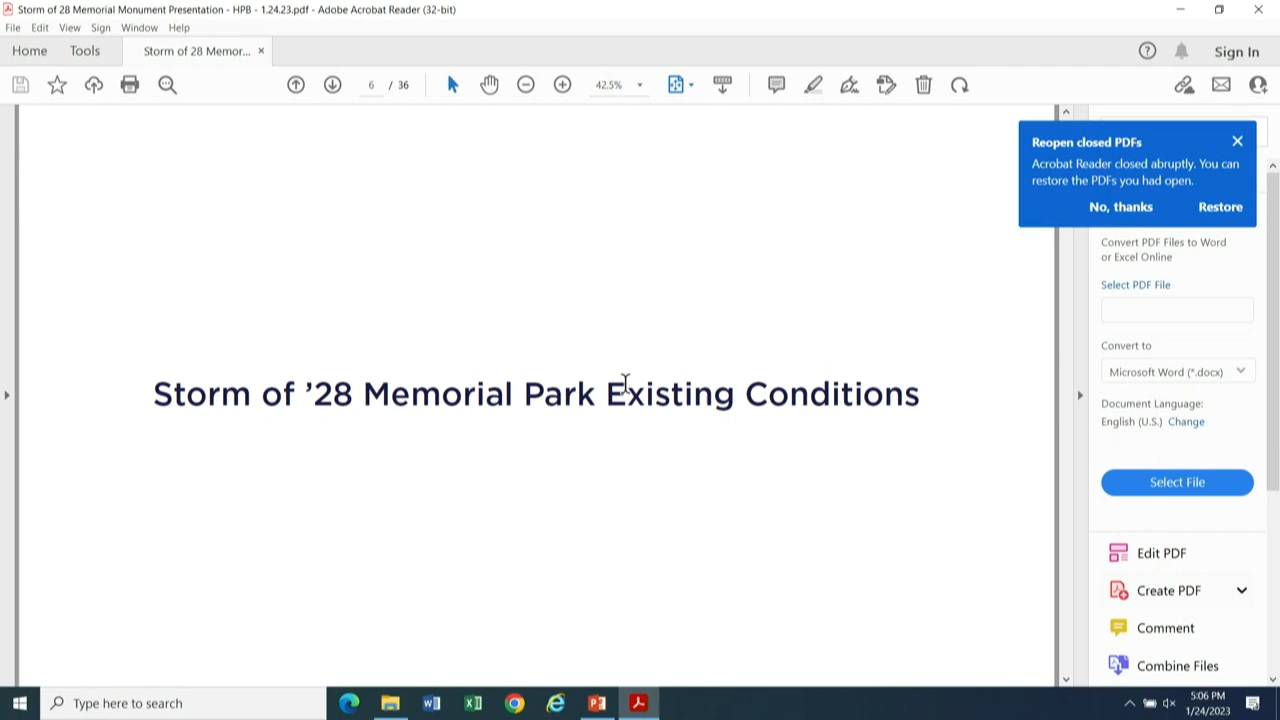 Storm of 28 Memorial Monument Presentation - HPB - 1.24.23.pdf - Adobe Acrobat Reader (32-bit)
File Edit View Sign Window Help
Home Tools Storm of 28 Memor... × Sign In
6 / 36 42.5%
Reopen closed PDFs
Acrobat Reader closed abruptly. You can
restore the PDFs you had open.
No, thanks Restore
Convert PDF Files to Word
or Excel Online
Select PDF File
Convert to
Microsoft Word (*.docx)
Storm of ’28 Memorial Park Existing Conditions
Document Language:
English (U.S.) Change
Select File
Edit PDF
Create PDF
Comment
Combine Files
Type here to search
5:06 PM
1/24/2023